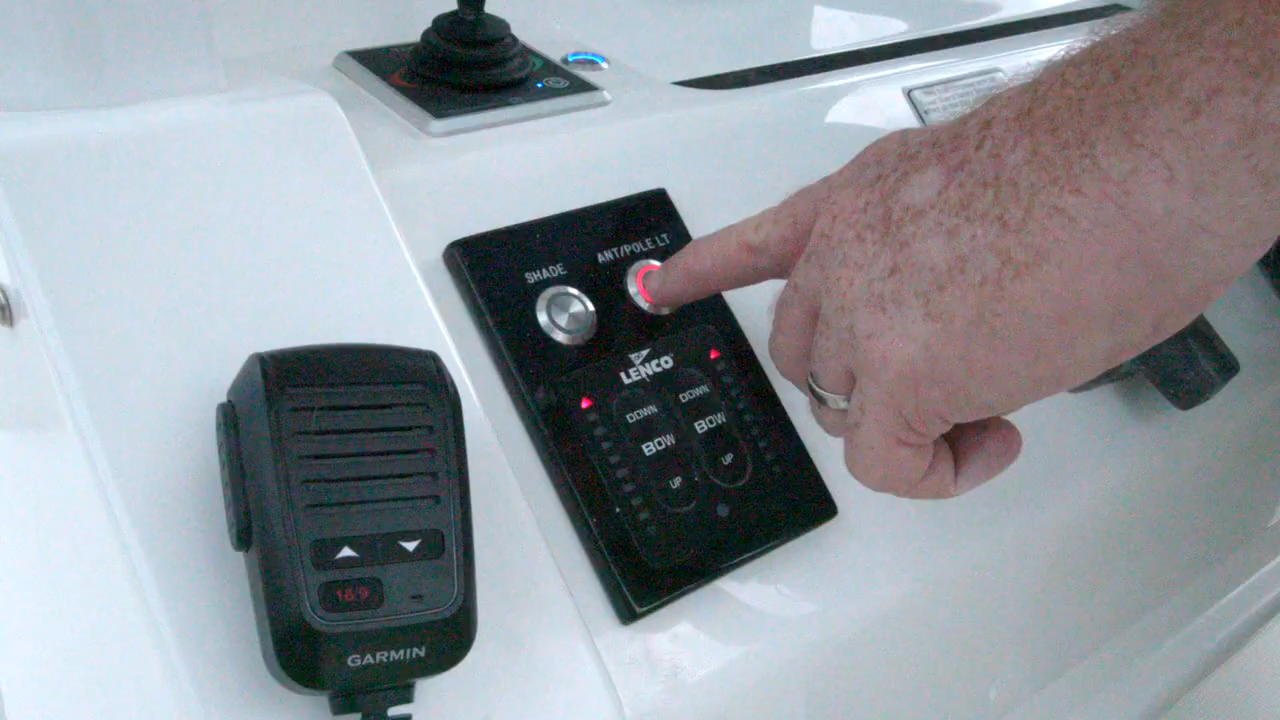 SHADE
ANT/POLE LT
LENCO
DOWN
BOW
UP
DOWN
BOW
UP
16/9
GARMIN